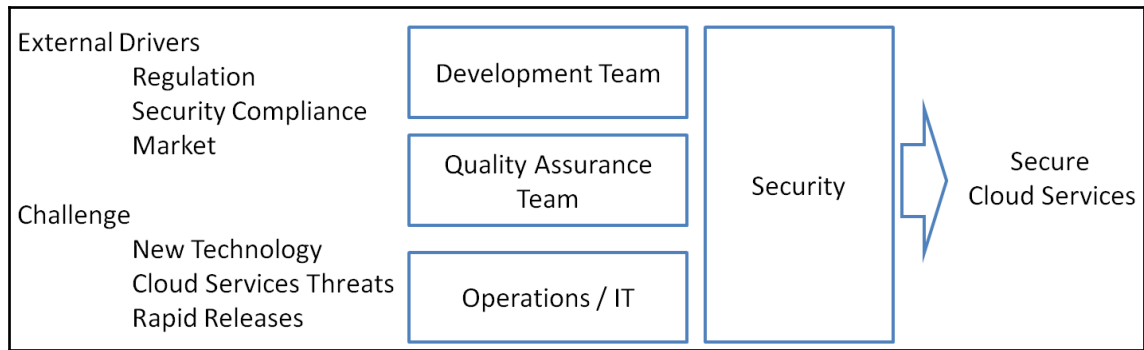 External Drivers
Regulation
Security Compliance
Market
Challenge
New Technology
Cloud Services Threats
Rapid Releases
Development Team
Quality Assurance
Team
Operations / IT
Security
Secure
Cloud Services